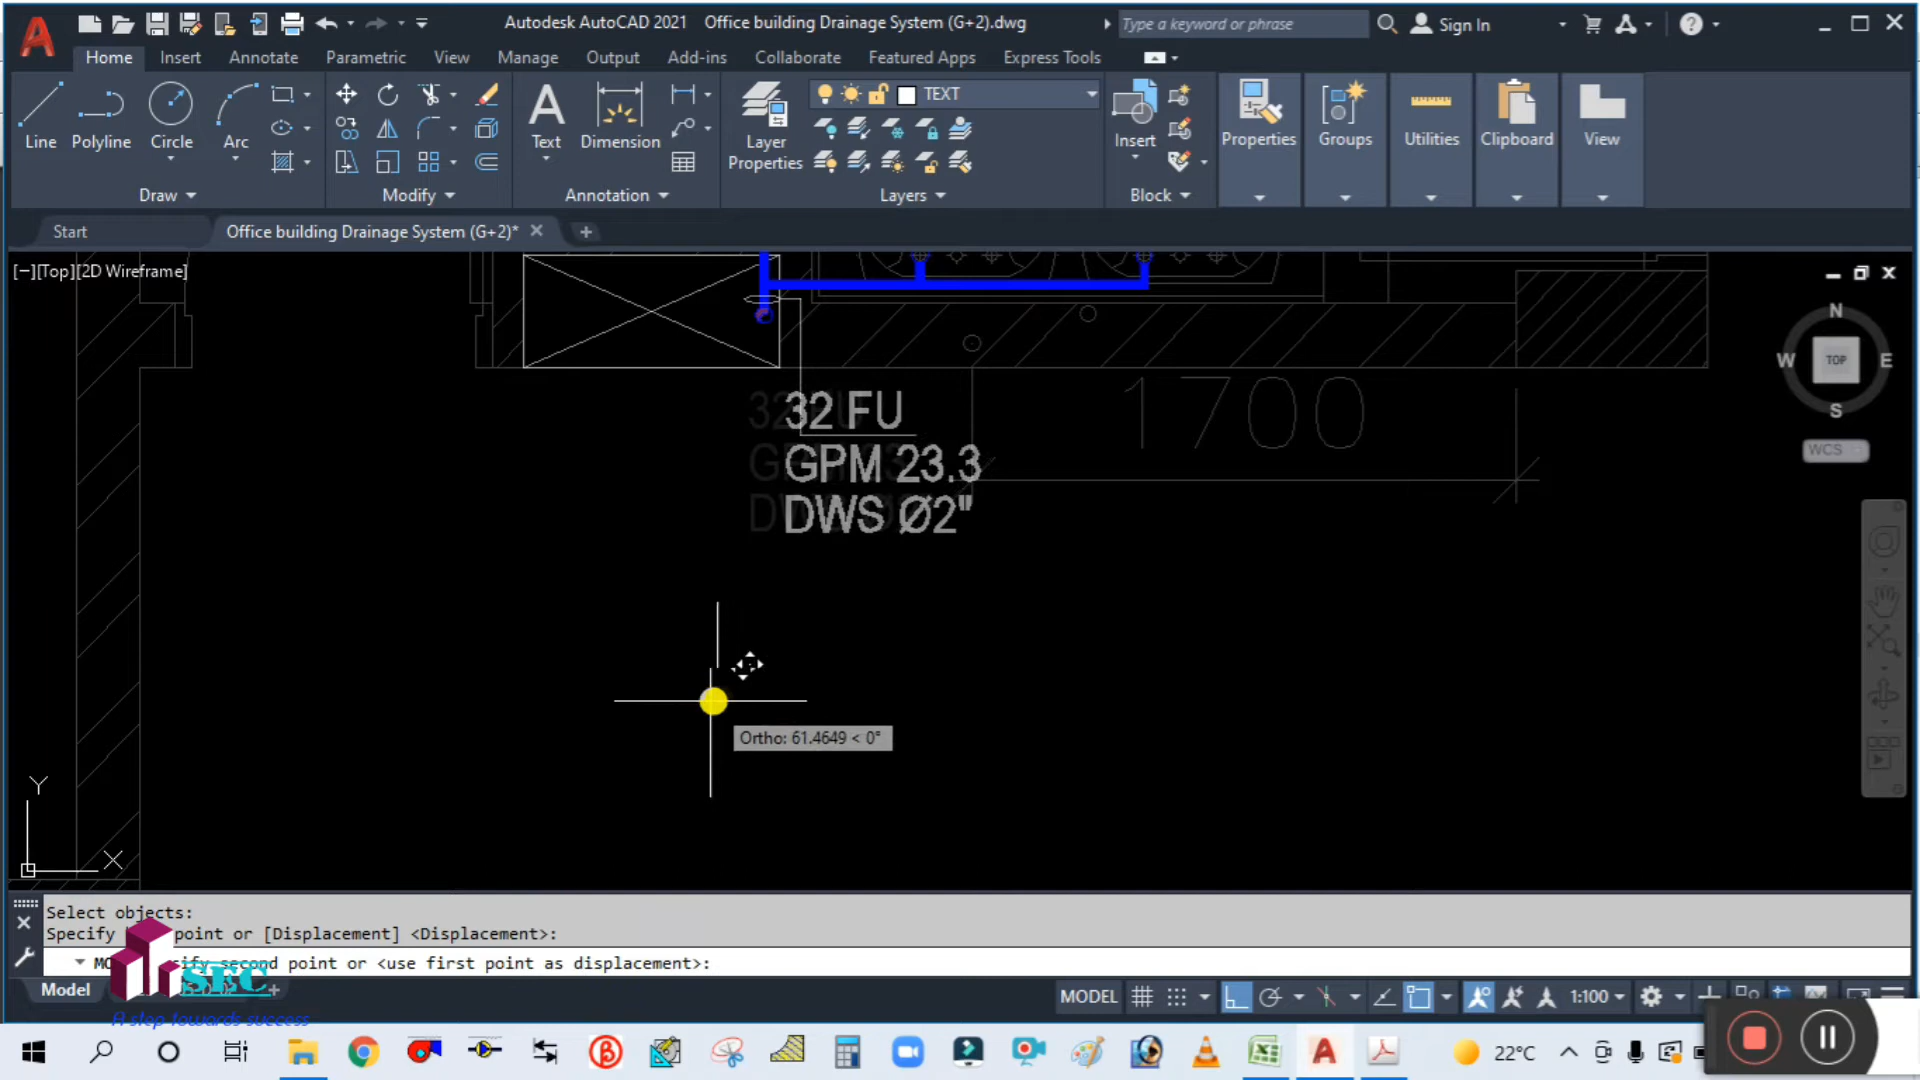 Autodesk AutoCAD 2021 Office building Drainage System (G+2).dwg
Type a keyword or phrase
Sign In
Home Insert Annotate Parametric View Manage Output Add-ins Collaborate Featured Apps Express Tools
TEXT
Line Polyline Circle Arc Text Dimension Layer Properties Insert Properties Groups Utilities Clipboard View
Draw Modify Annotation Layers Block
Start Office building Drainage System (G+2)*
[−][Top][2D Wireframe]
N
W TOP E
S
WCS
32 FU
GPM 23.3
DWS Ø2"
1700
Ortho: 61.4649 < 0°
Y
X
Select objects:
Specify point or [Displacement] <Displacement>:
second point or <use first point as displacement>:
SEC
A step towards success
Model
MODEL 1:100
22°C